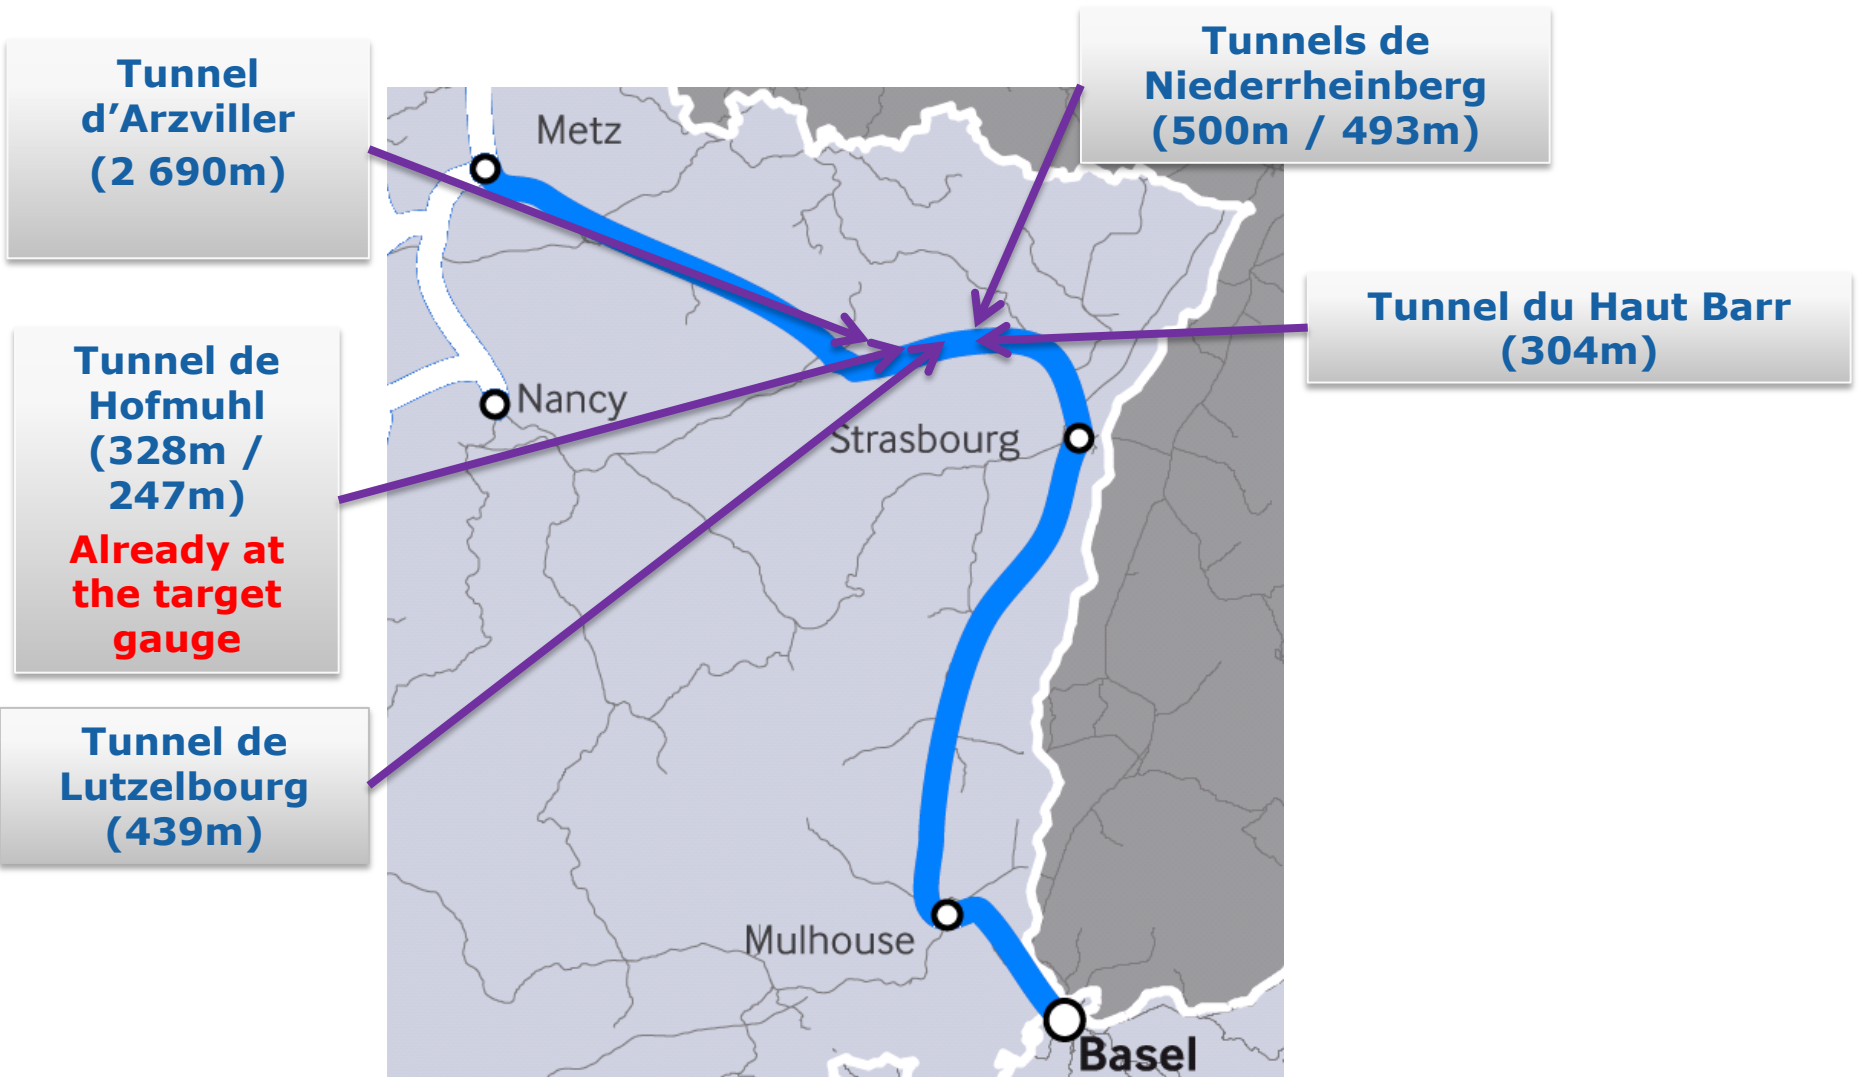 Tunnel
d’Arzviller
(2 690m)
Tunnels de
Niederrheinberg
(500m / 493m)
Metz
Tunnel du Haut Barr
(304m)
Tunnel de
Hofmuhl
(328m /
247m)
Already at
the target
gauge
Nancy
Strasbourg
Tunnel de
Lutzelbourg
(439m)
Mulhouse
Basel